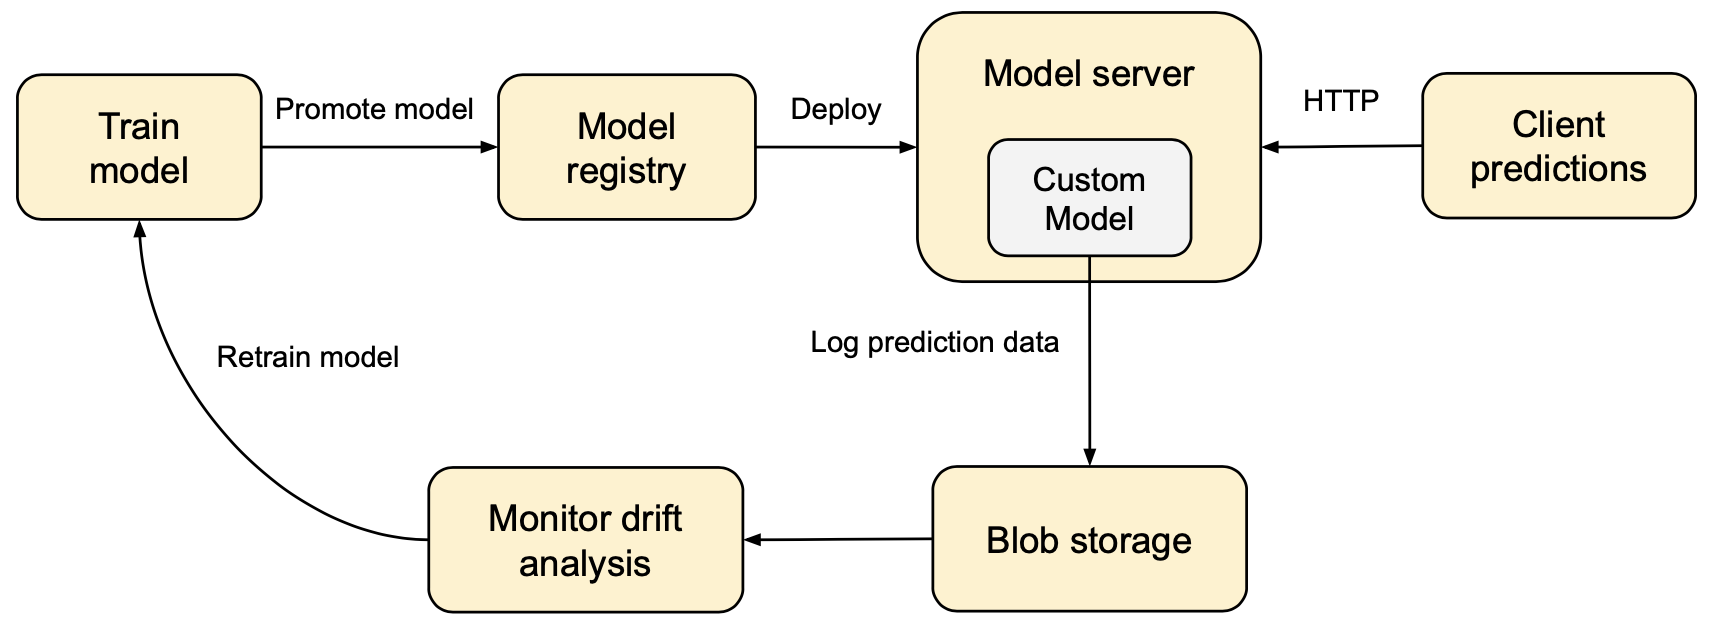 Train
model
Promote model
Model
registry
Deploy
Model server
Custom
Model
HTTP
Client
predictions
Log prediction data
Retrain model
Monitor drift
analysis
Blob storage